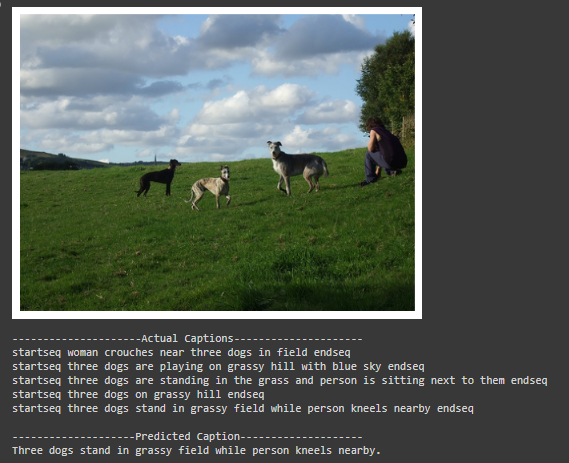 ---------------------Actual Captions---------------------
startseq woman crouches near three dogs in field endseq
startseq three dogs are playing on grassy hill with blue sky endseq
startseq three dogs are standing in the grass and person is sitting next to them endseq
startseq three dogs on grassy hill endseq
startseq three dogs stand in grassy field while person kneels nearby endseq
--------------------Predicted Caption--------------------
Three dogs stand in grassy field while person kneels nearby.